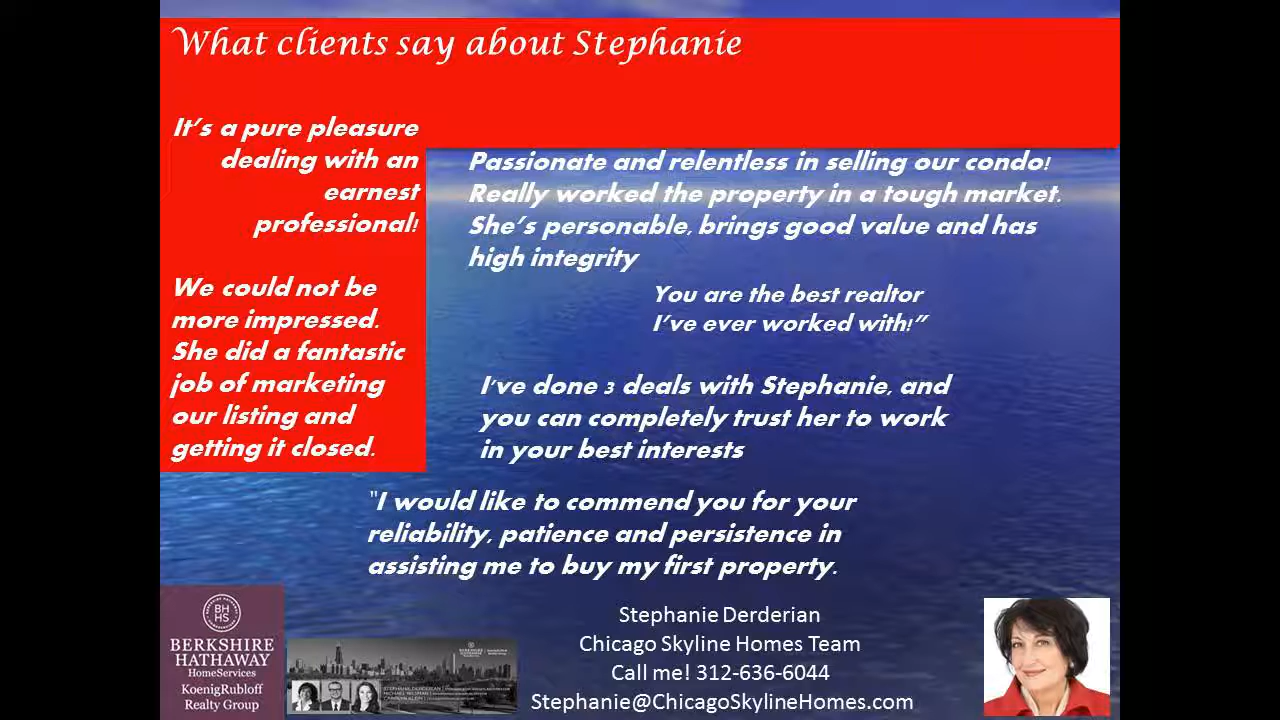 What clients say about Stephanie
It's a pure pleasure
dealing with an
earnest
professional!
We could not be
more impressed.
She did a fantastic
job of marketing
our listing and
getting it closed.
Passionate and relentless in selling our condo!
Really worked the property in a tough market.
She's personable, brings good value and has
high integrity
You are the best realtor
I've ever worked with!”
I've done 3 deals with Stephanie, and
you can completely trust her to work
in your best interests
"I would like to commend you for your
reliability, patience and persistence in
assisting me to buy my first property.
BH
HS
BERKSHIRE
HATHAWAY
HomeServices
KoenigRubloff
Realty Group
BERKSHIRE
HATHAWAY
STEPHANIE DERDERIAN
Stephanie Derderian
Chicago Skyline Homes Team
Call me! 312-636-6044
Stephanie@ChicagoSkylineHomes.com